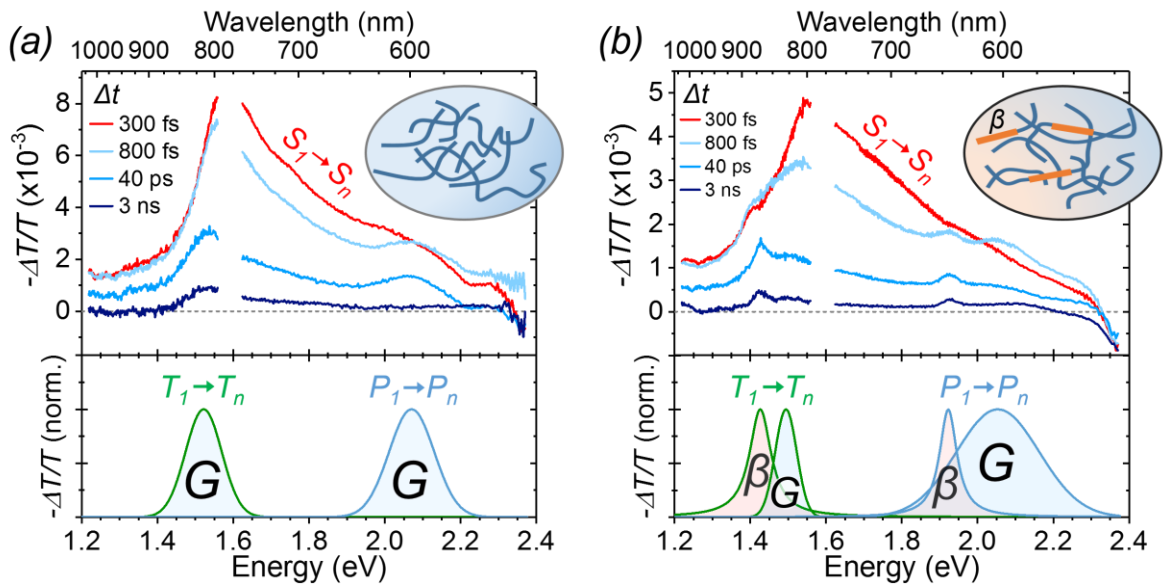 (a)
Wavelength (nm)
1000 900 800 700 600
Δt
300 fs
800 fs
40 ps
3 ns
S₁→Sₙ
-ΔT/T (x10⁻³)
8
6
4
2
0
T₁→Tₙ
P₁→Pₙ
G
G
-ΔT/T (norm.)
1.2 1.4 1.6 1.8 2.0 2.2 2.4
Energy (eV)
(b)
Wavelength (nm)
1000 900 800 700 600
Δt
300 fs
800 fs
40 ps
3 ns
S₁→Sₙ
β
-ΔT/T (x10⁻³)
5
4
3
2
1
0
T₁→Tₙ
P₁→Pₙ
β
G
β
G
-ΔT/T (norm.)
1.2 1.4 1.6 1.8 2.0 2.2 2.4
Energy (eV)